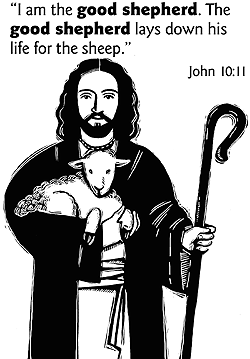 “I am the good shepherd. The
good shepherd lays down his
life for the sheep.”
John 10:11